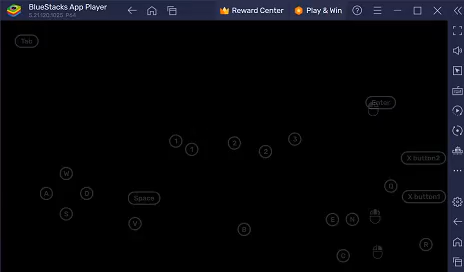 BlueStacks App Player
5.21.120.1025 P64
Reward Center
Play & Win
Tab
Enter
1
1
2
2
3
X button2
W
A
D
S
Space
V
G
X button1
E
N
R